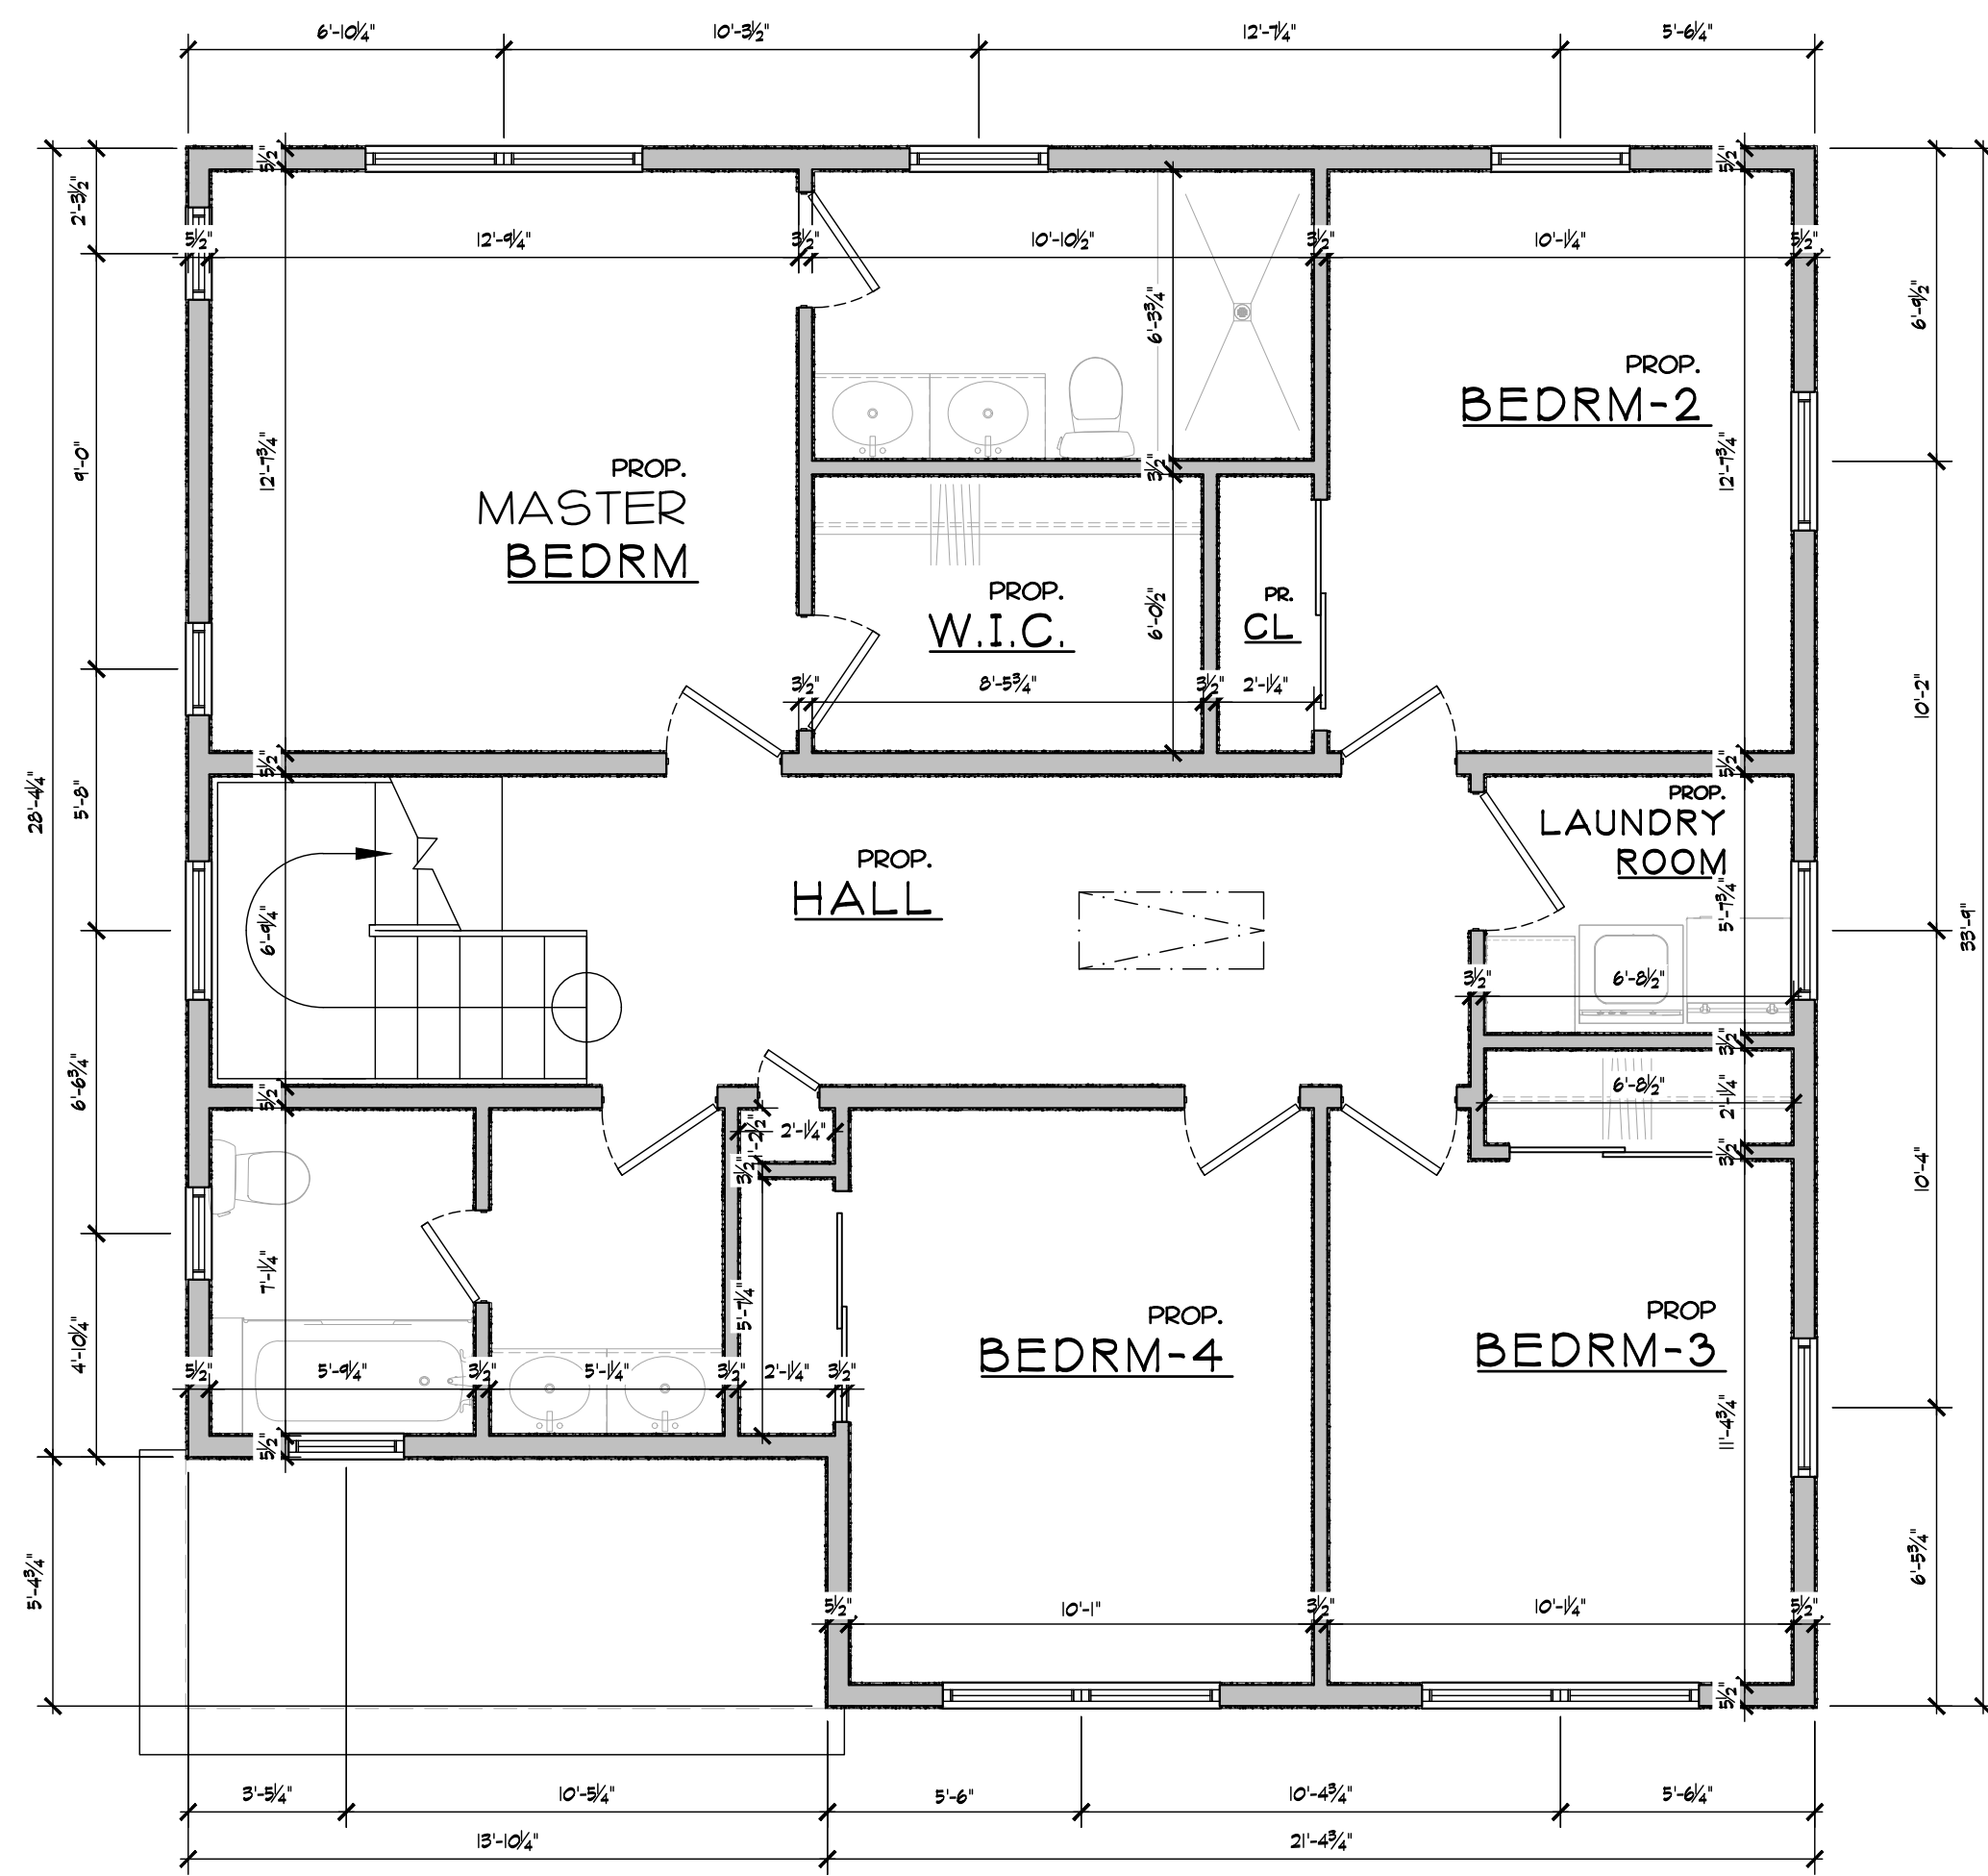 6'-10¼" 10'-3½" 12'-7¼" 5'-6¼"
5½" 5½"
2'-3½"
5½" 12'-9¼" 3½" 10'-10½" 3½" 10'-1¼" 5½"
6'-9½"
6'-3¾"
PROP.
BEDRM-2
9'-0"
12'-7¾"
PROP.
MASTER
BEDRM
3½"
12'-7¾"
PROP.
W.I.C.
6'-0½"
PR.
CL
3½" 8'-5¾" 3½" 2'-1¼"
10'-2"
5½" 5½"
28'-4¼"
5'-8"
PROP.
LAUNDRY
ROOM
PROP.
HALL
6'-9¼"
5'-7¾"
33'-9"
3½" 6'-8½"
3½"
6'-6¾"
5½"
6'-8½"
2'-1¼"
1'-2½"
2'-1¼"
3½"
3½"
10'-4"
7'-1¼"
5'-7¼"
PROP.
BEDRM-4
PROP
BEDRM-3
4'-10¼"
5½" 5'-9¼" 3½" 5'-1¼" 3½" 2'-1¼" 3½"
11'-4¾"
5½"
5'-4¾"
6'-5¾"
5½" 10'-1" 3½" 10'-1¼" 5½"
5½"
3'-5¼" 10'-5¼" 5'-6" 10'-4¾" 5'-6¼"
13'-10¼" 21'-4¾"